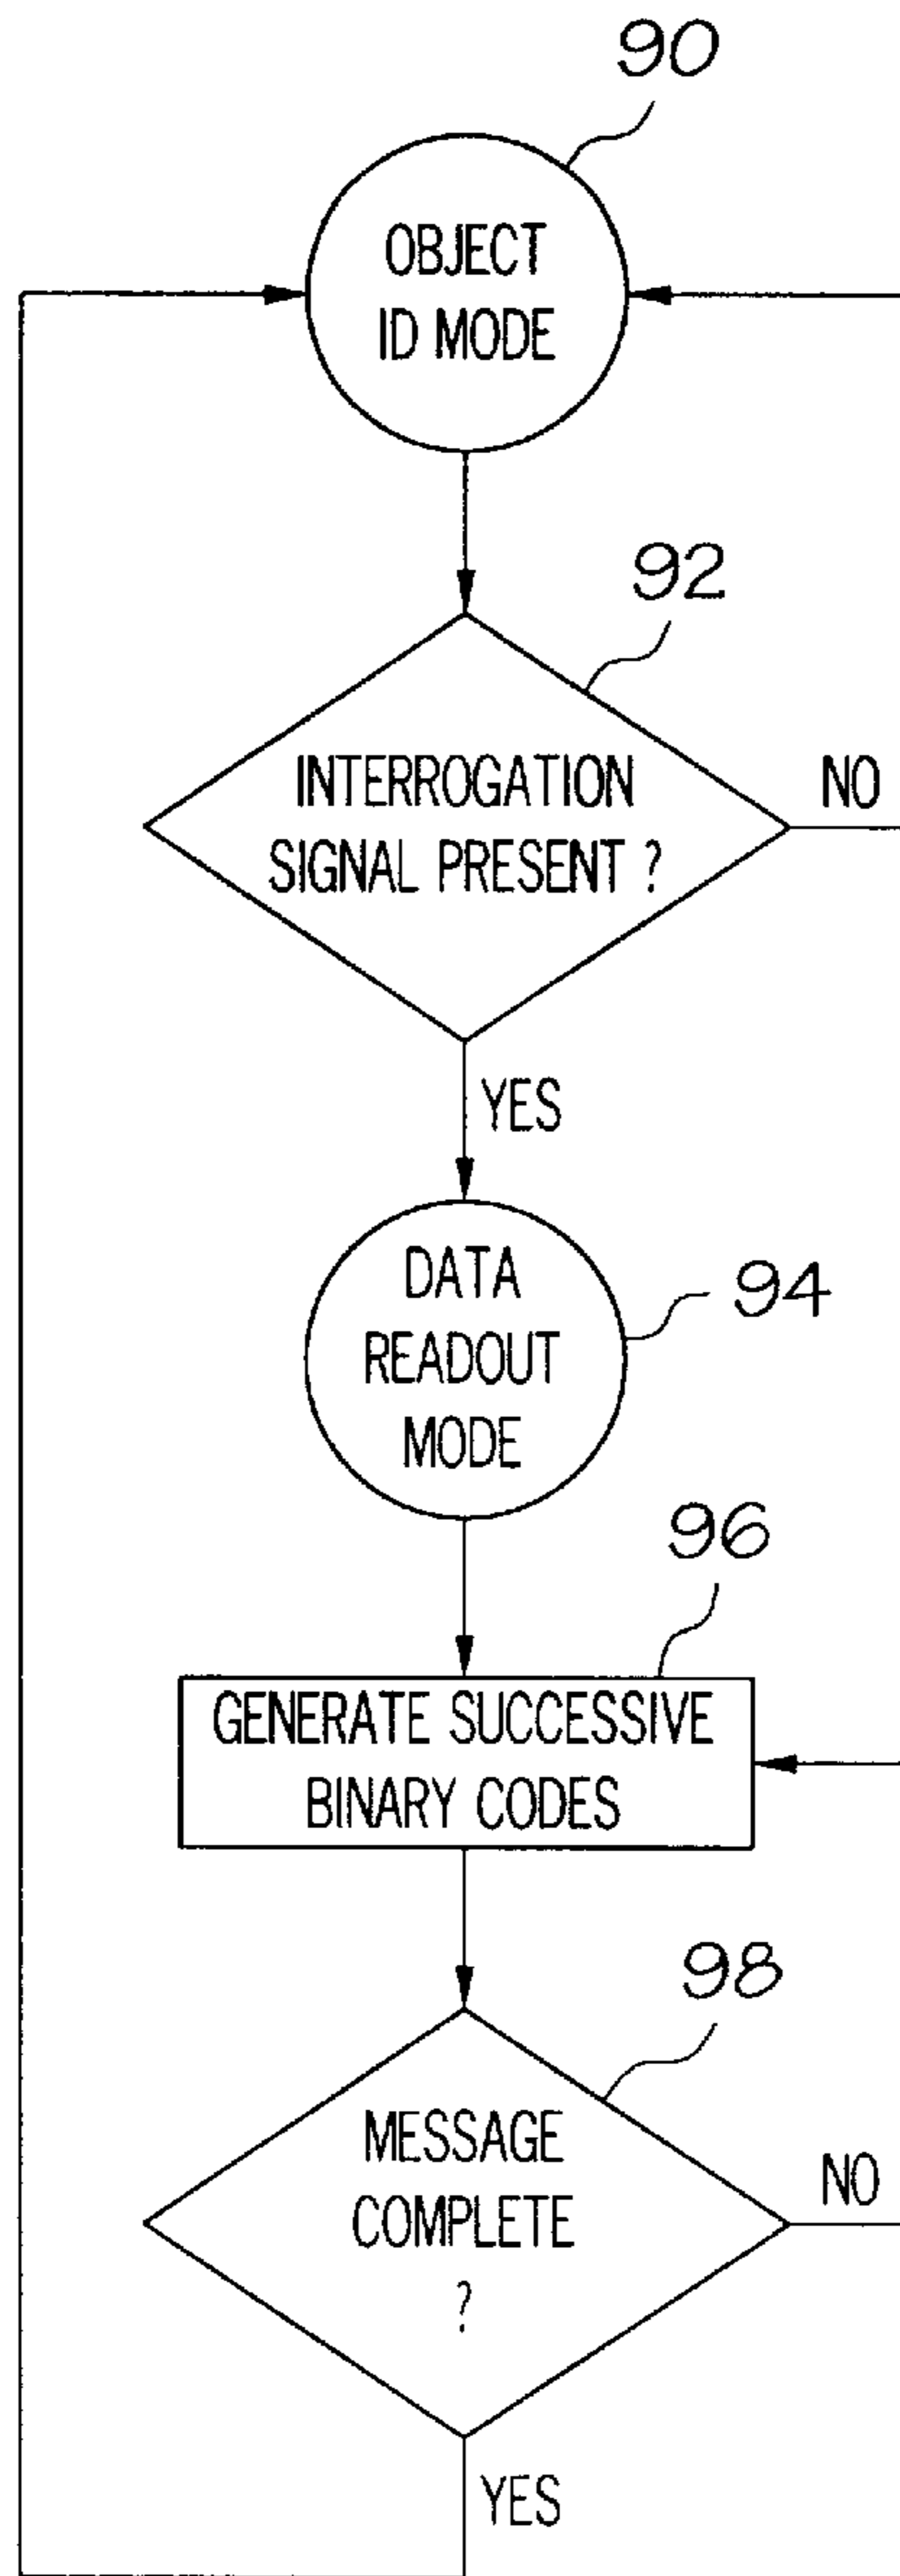 90
OBJECT
ID MODE
92
INTERROGATION
SIGNAL PRESENT ?
NO
YES
DATA
READOUT
MODE
94
96
GENERATE SUCCESSIVE
BINARY CODES
98
MESSAGE
COMPLETE
?
NO
YES